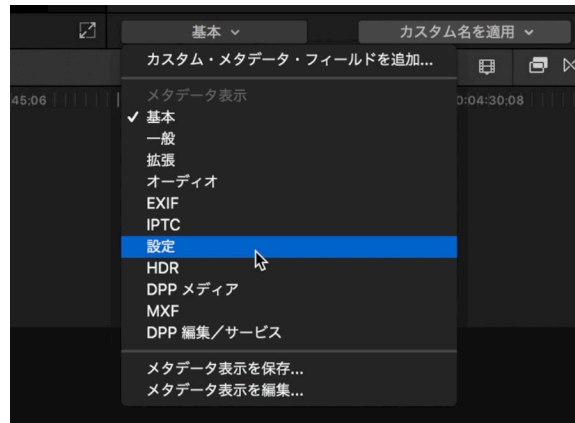 基本
カスタム名を適用
カスタム・メタデータ・フィールドを追加...
45;06
0:04:30;08
メタデータ表示
✓ 基本
一般
拡張
オーディオ
EXIF
IPTC
設定
HDR
DPP メディア
MXF
DPP 編集／サービス
メタデータ表示を保存...
メタデータ表示を編集...